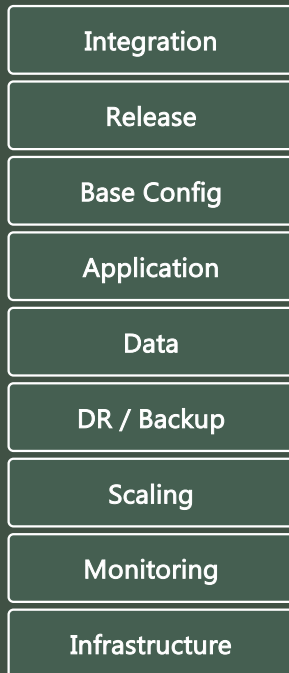 Integration
Release
Base Config
Application
Data
DR / Backup
Scaling
Monitoring
Infrastructure